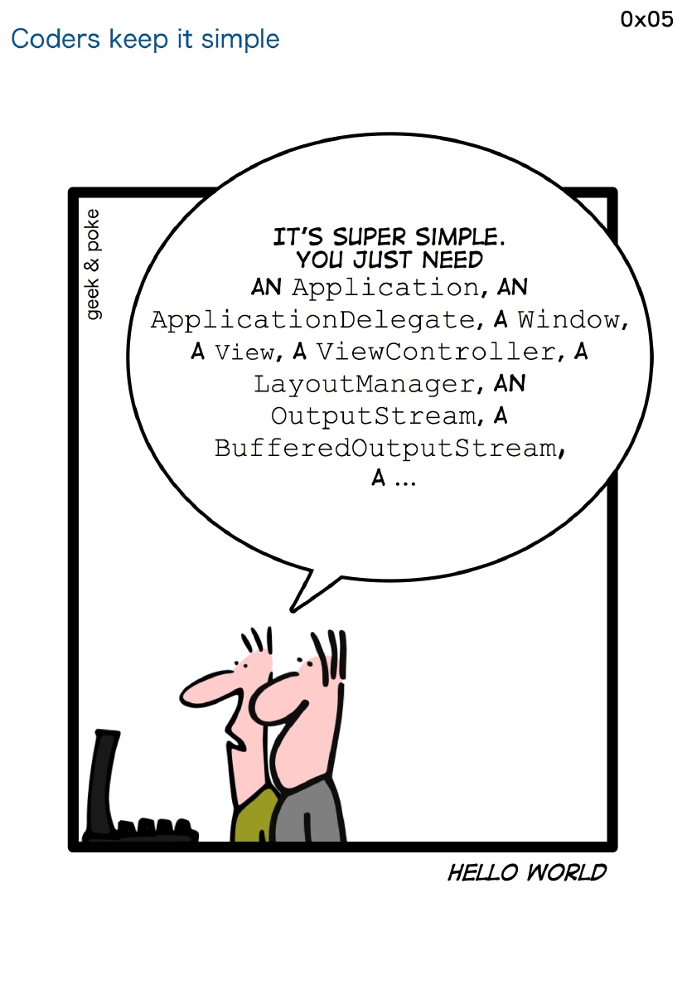 Coders keep it simple
0x05
geek & poke
IT'S SUPER SIMPLE.
YOU JUST NEED
AN Application, AN
ApplicationDelegate, A Window,
A View, A ViewController, A
LayoutManager, AN
OutputStream, A
BufferedOutputStream,
A ...
HELLO WORLD